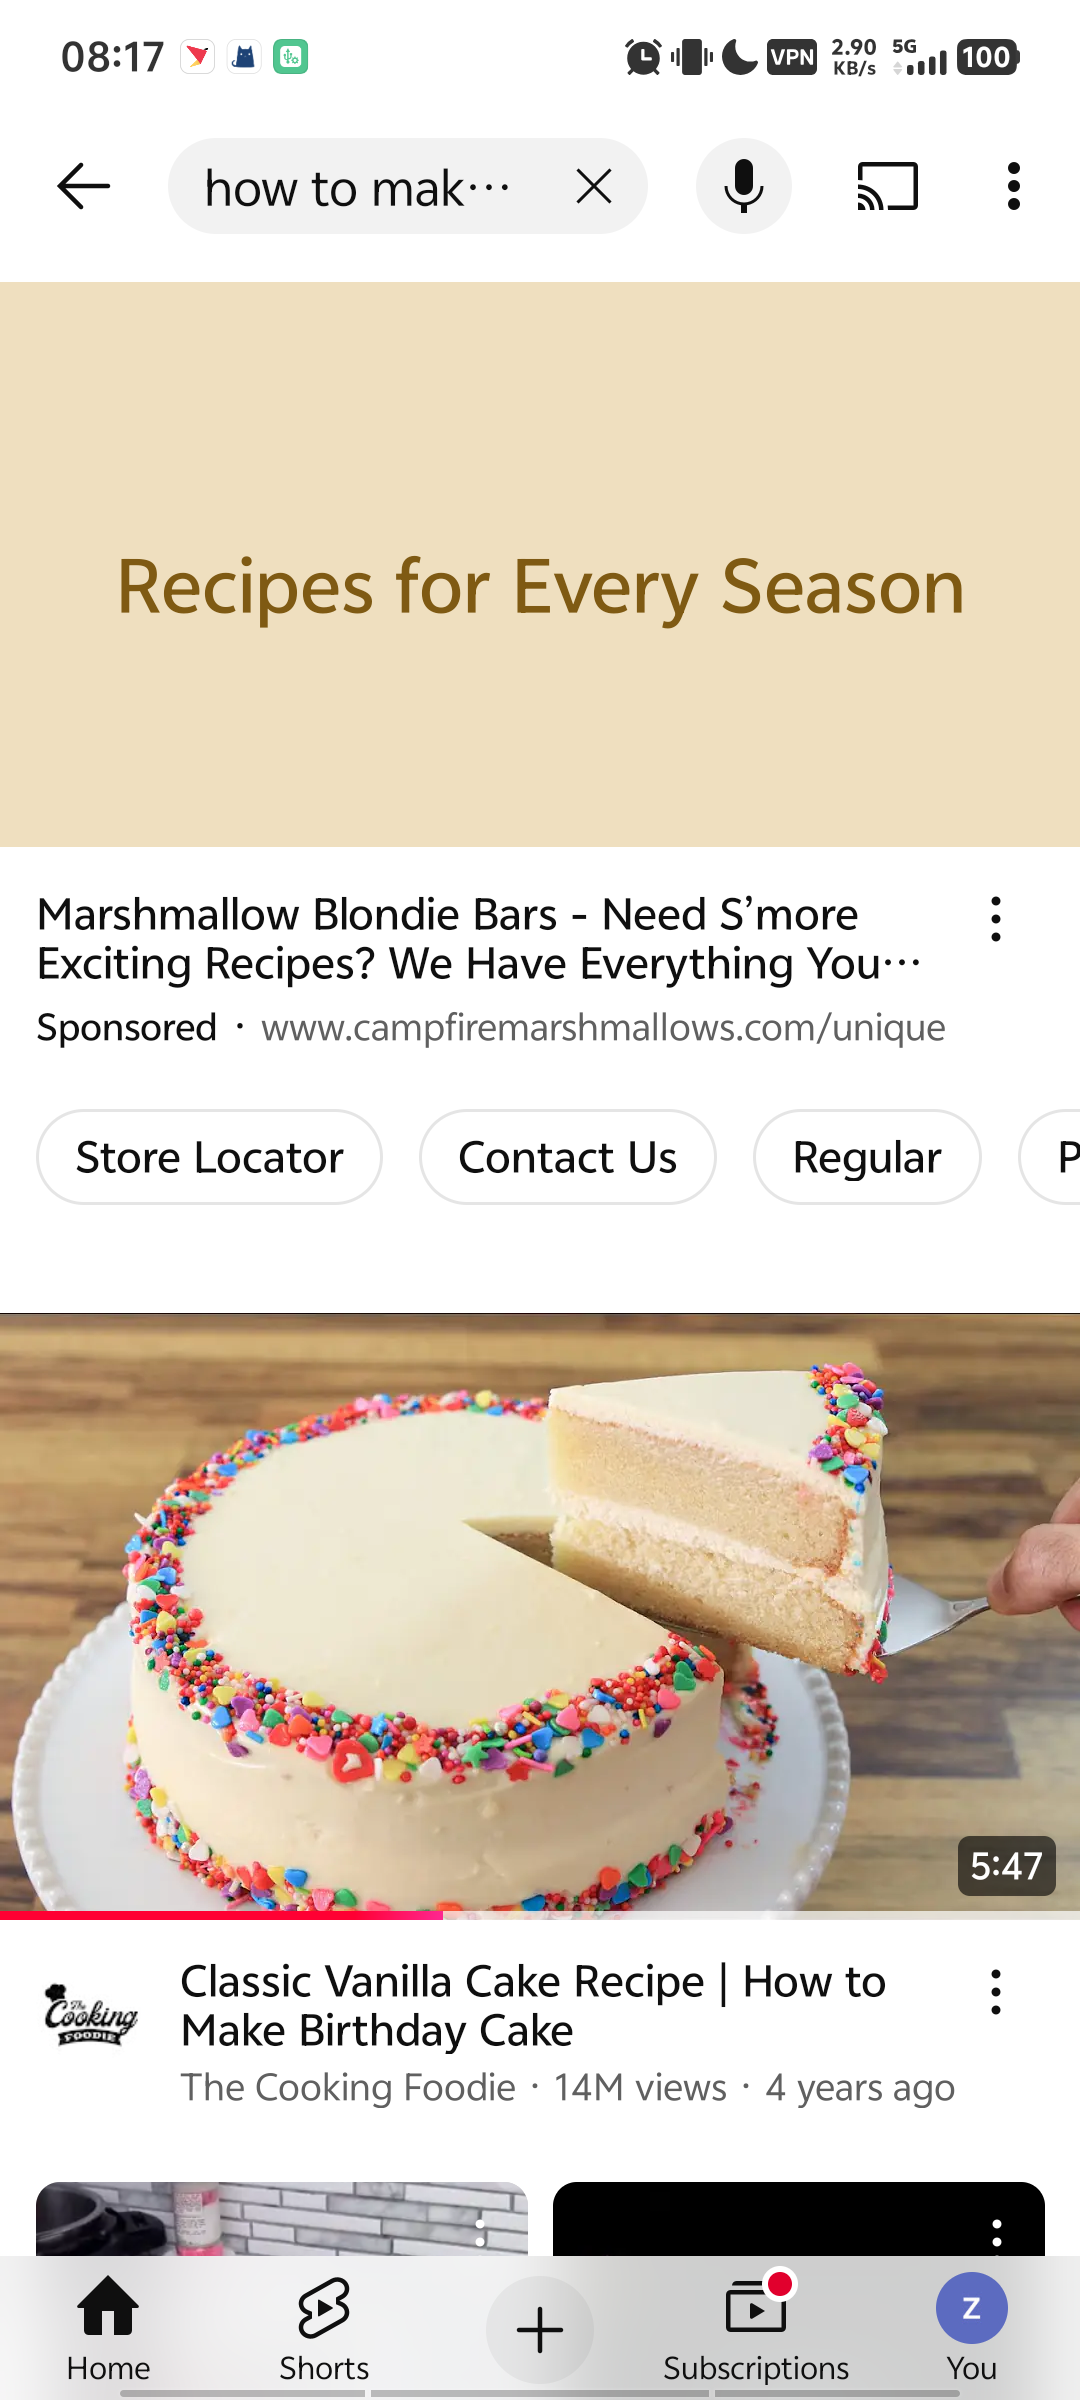 08:17
VPN
2.90
KB/s
5G
100
how to mak···
Recipes for Every Season
Marshmallow Blondie Bars - Need S’more
Exciting Recipes? We Have Everything You···
Sponsored · www.campfiremarshmallows.com/unique
Store Locator
Contact Us
Regular
P
5:47
The
Cooking
FOODIE
Classic Vanilla Cake Recipe | How to
Make Birthday Cake
The Cooking Foodie · 14M views · 4 years ago
Home
Shorts
Subscriptions
Z
You